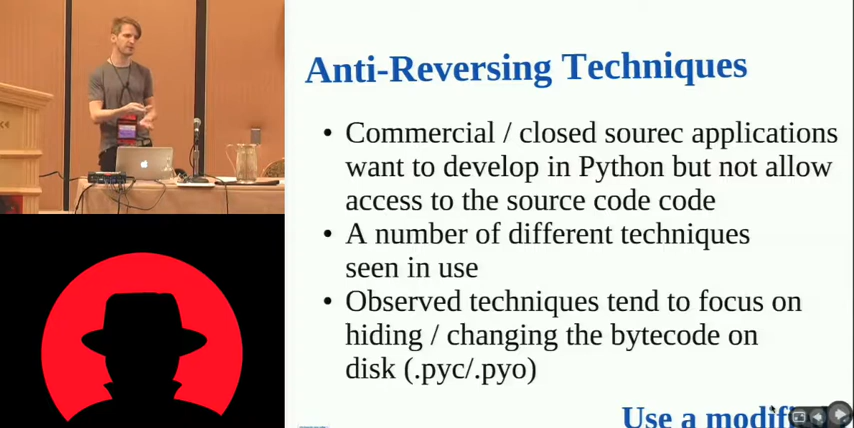 Anti-Reversing Techniques
• Commercial / closed sourec applications
want to develop in Python but not allow
access to the source code code
• A number of different techniques
seen in use
• Observed techniques tend to focus on
hiding / changing the bytecode on
disk (.pyc/.pyo)
Use a modif